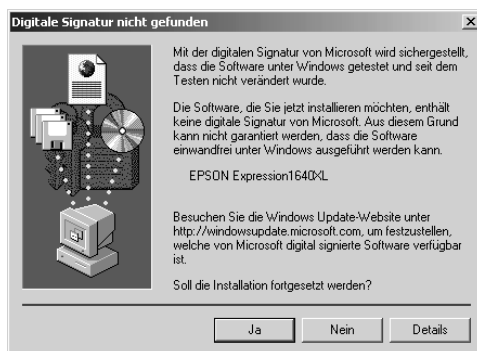 Digitale Signatur nicht gefunden
Mit der digitalen Signatur von Microsoft wird sichergestellt,
dass die Software unter Windows getestet und seit dem
Testen nicht verändert wurde.
Die Software, die Sie jetzt installieren möchten, enthält
keine digitale Signatur von Microsoft. Aus diesem Grund
kann nicht garantiert werden, dass die Software
einwandfrei unter Windows ausgeführt werden kann.
EPSON Expression1640XL
Besuchen Sie die Windows Update-Website unter
http://windowsupdate.microsoft.com, um festzustellen,
welche von Microsoft digital signierte Software verfügbar
ist.
Soll die Installation fortgesetzt werden?
Ja Nein Details